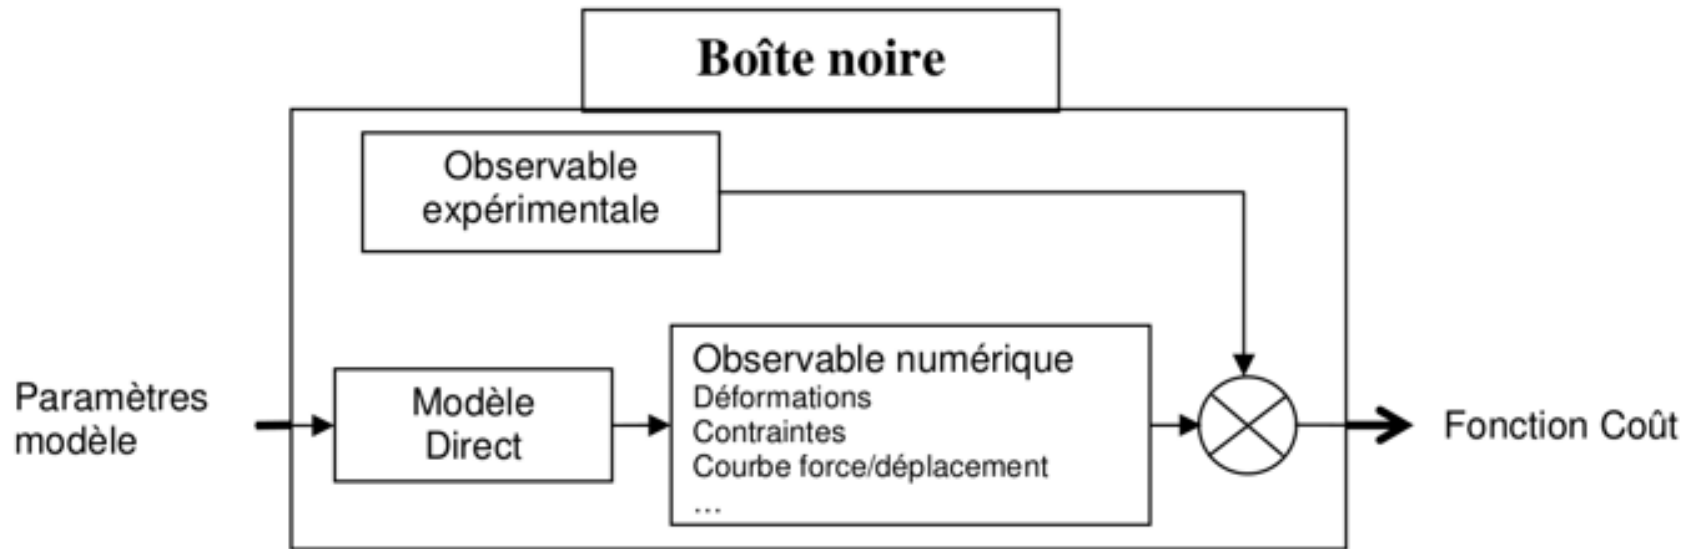 Boîte noire
Observable
expérimentale
Paramètres
modèle
Modèle
Direct
Observable numérique
Déformations
Contraintes
Courbe force/déplacement
...
Fonction Coût